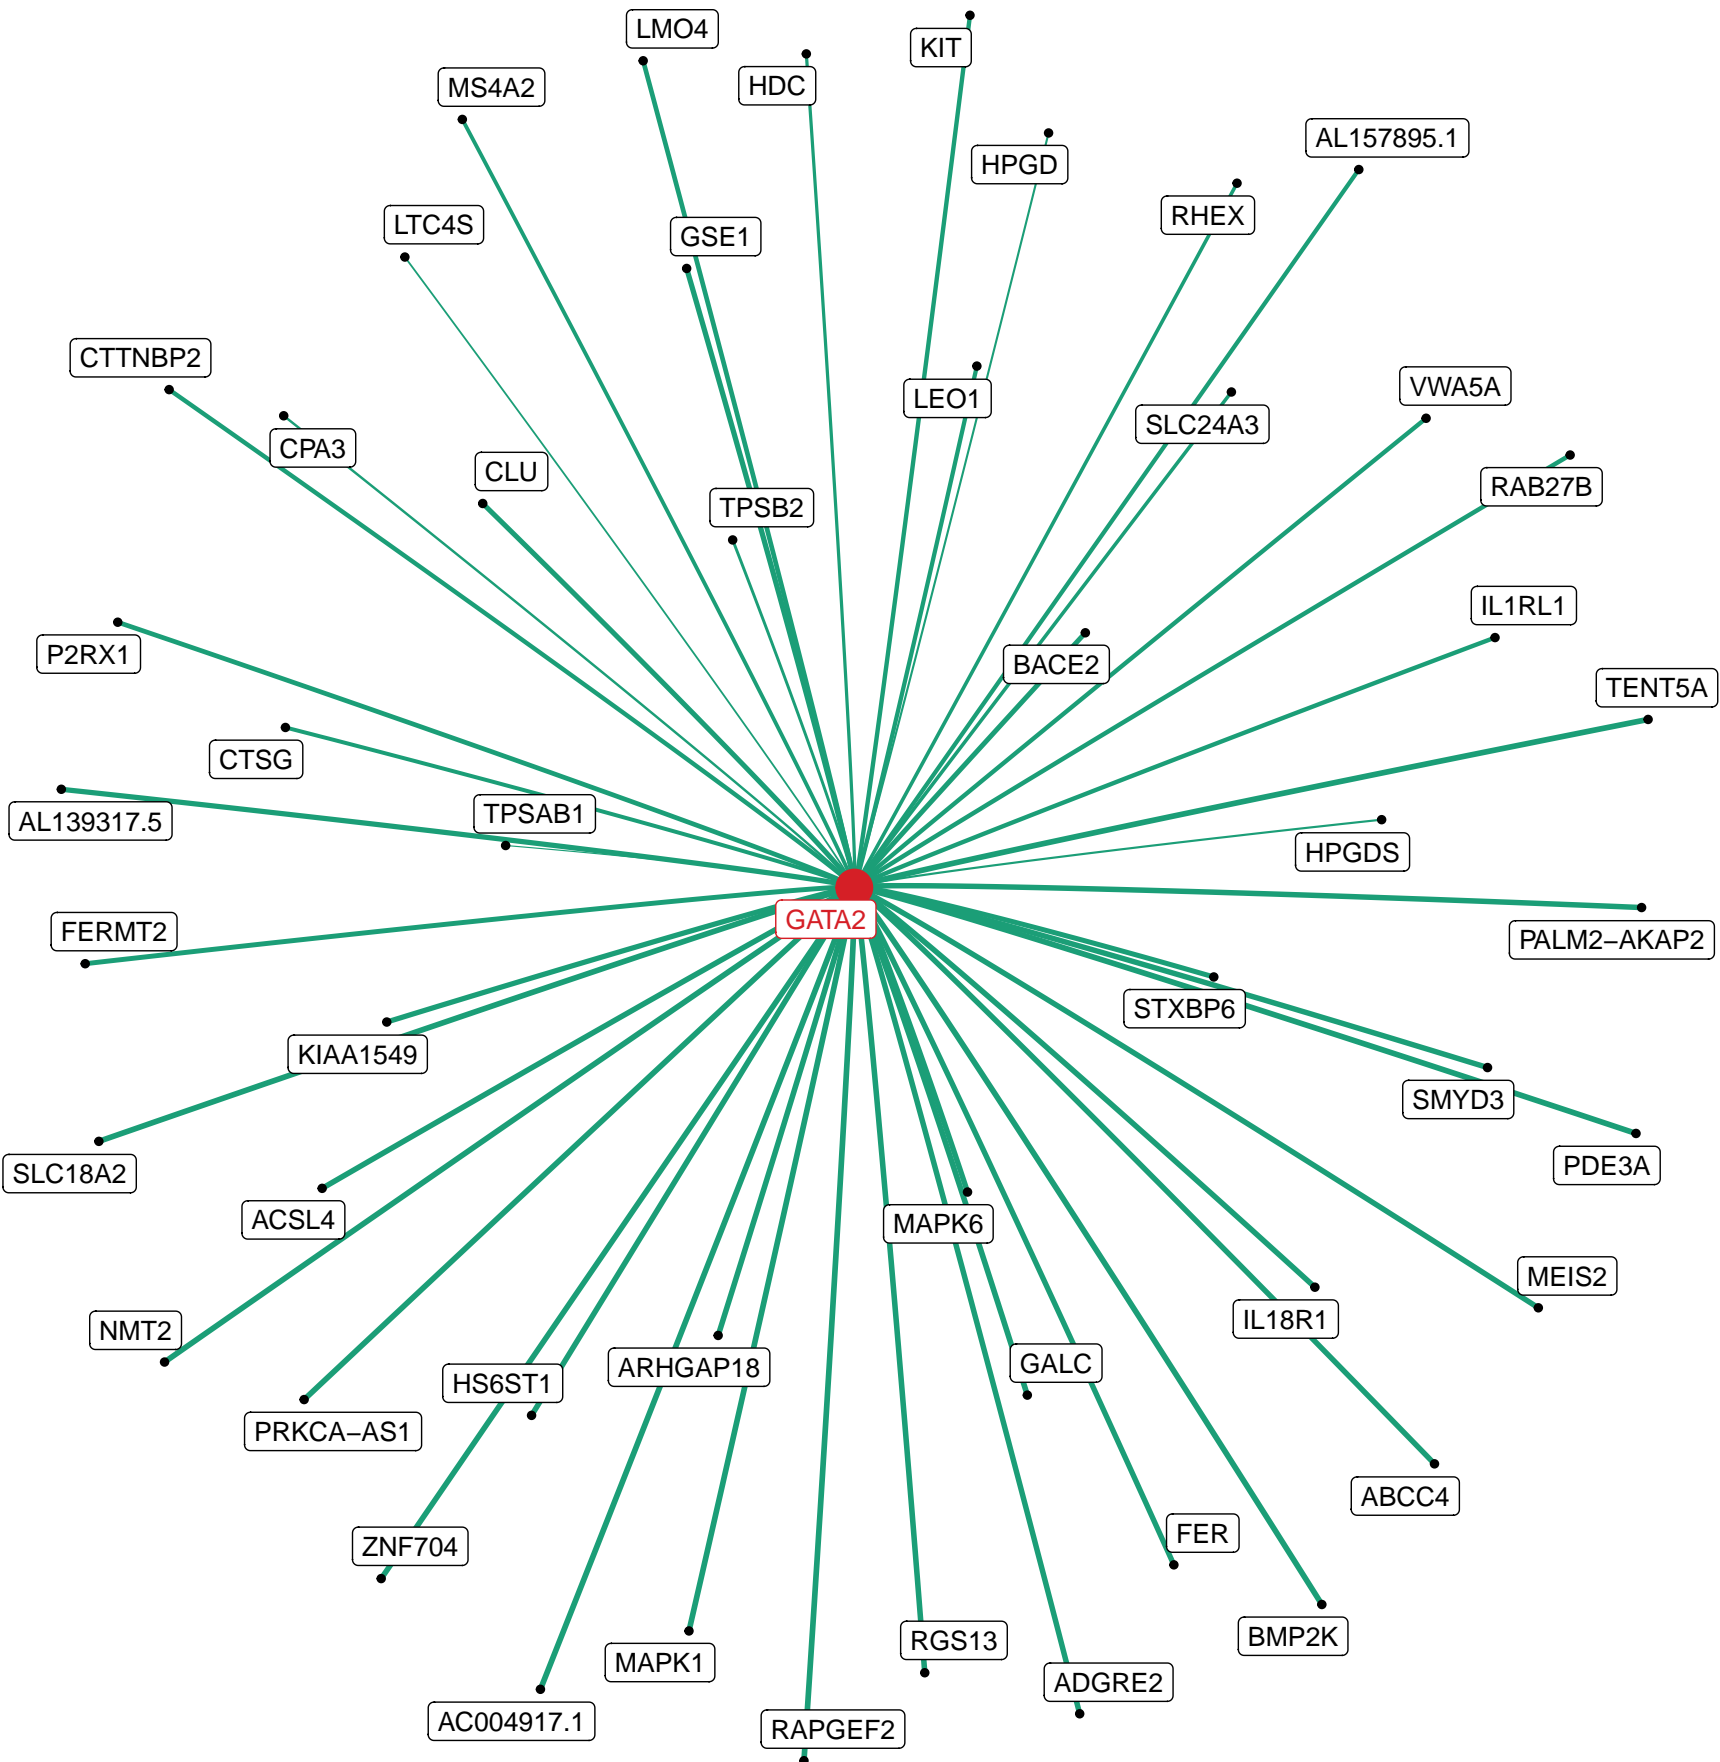 LMO4
KIT
HDC
MS4A2
AL157895.1
HPGD
RHEX
LTC4S
GSE1
CTTNBP2
VWA5A
LEO1
SLC24A3
CPA3
CLU
RAB27B
TPSB2
IL1RL1
P2RX1
BACE2
TENT5A
CTSG
TPSAB1
AL139317.5
HPGDS
GATA2
FERMT2
PALM2−AKAP2
STXBP6
KIAA1549
SMYD3
PDE3A
SLC18A2
ACSL4
MAPK6
MEIS2
IL18R1
NMT2
GALC
ARHGAP18
HS6ST1
PRKCA−AS1
ABCC4
FER
ZNF704
BMP2K
RGS13
MAPK1
ADGRE2
AC004917.1
RAPGEF2